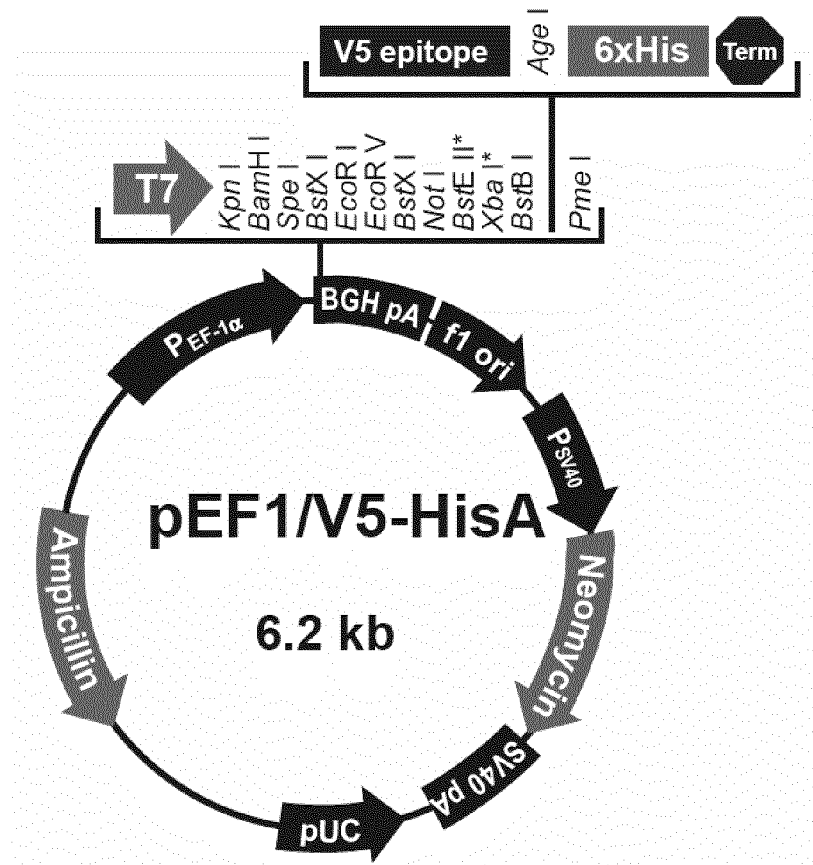 V5 epitope
Age I
6xHis
Term
T7
Kpn I
BamH I
Spe I
BstX I
EcoR I
EcoR V
BstX I
Not I
BstE II*
Xba I*
BstB I
Pme I
PEF-1α
BGH pA
f1 ori
PSV40
pEF1/V5-HisA
6.2 kb
Ampicillin
Neomycin
SV40 pA
pUC